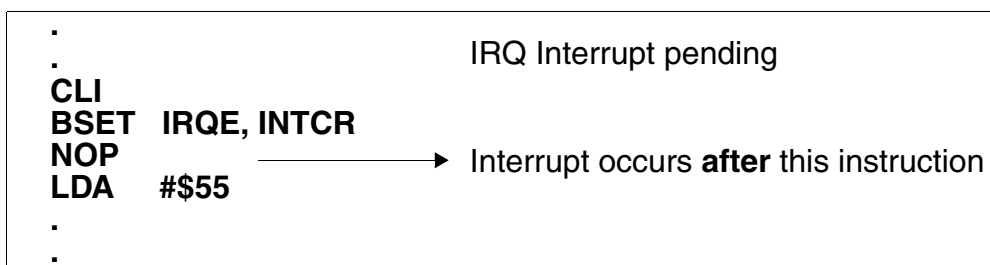 .
. IRQ Interrupt pending
CLI
BSET IRQE, INTCR
NOP Interrupt occurs after this instruction
LDA #$55
.
.